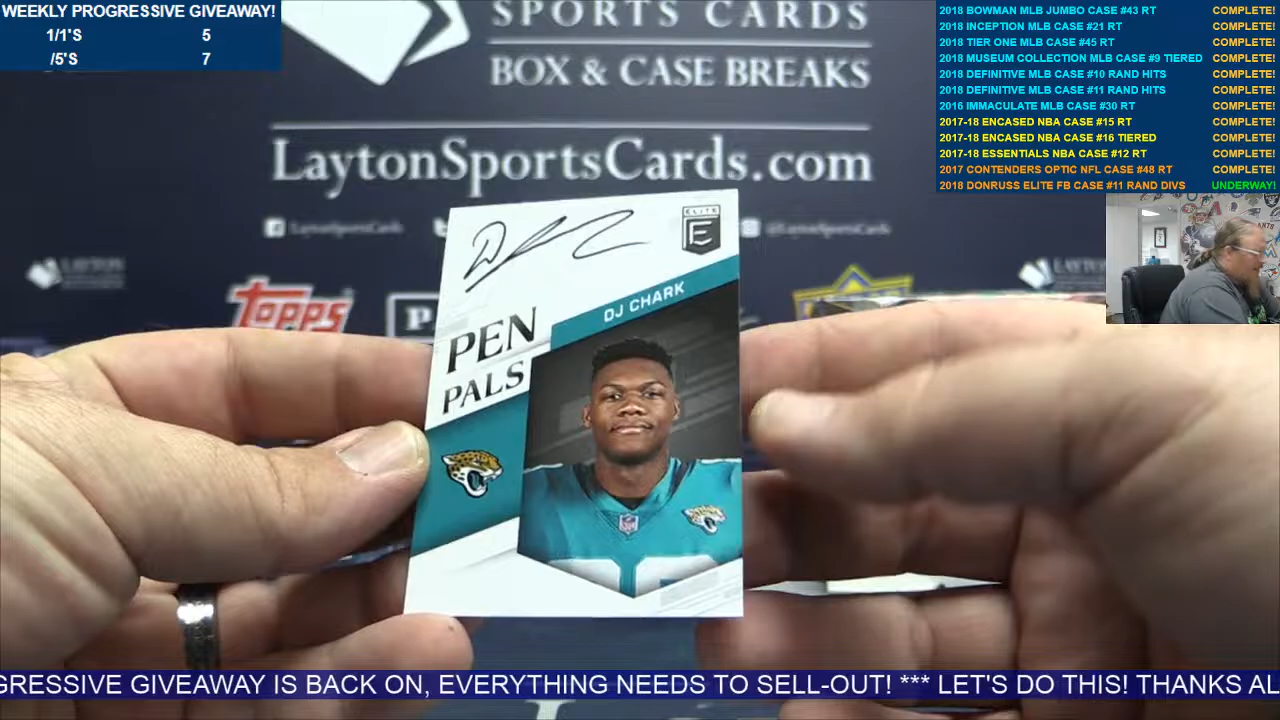 WEEKLY PROGRESSIVE GIVEAWAY!
1/1'S 5
/5'S 7
2018 BOWMAN MLB JUMBO CASE #43 RT COMPLETE!
2018 INCEPTION MLB CASE #21 RT COMPLETE!
2018 TIER ONE MLB CASE #45 RT COMPLETE!
2018 MUSEUM COLLECTION MLB CASE #9 TIERED COMPLETE!
2018 DEFINITIVE MLB CASE #10 RAND HITS COMPLETE!
2018 DEFINITIVE MLB CASE #11 RAND HITS COMPLETE!
2016 IMMACULATE MLB CASE #30 RT COMPLETE!
2017-18 ENCASED NBA CASE #15 RT COMPLETE!
2017-18 ENCASED NBA CASE #16 TIERED COMPLETE!
2017-18 ESSENTIALS NBA CASE #12 RT COMPLETE!
2017 CONTENDERS OPTIC NFL CASE #48 RT COMPLETE!
2018 DONRUSS ELITE FB CASE #11 RAND DIVS UNDERWAY!
SPORTS CARDS
BOX & CASE BREAKS
LaytonSportsCards.com
LaytonSportsCards
@LaytonSportsCards
LAYTON
topps
ELITE
E
DJ CHARK
PEN
PALS
GRESSIVE GIVEAWAY IS BACK ON, EVERYTHING NEEDS TO SELL-OUT! *** LET'S DO THIS! THANKS AL